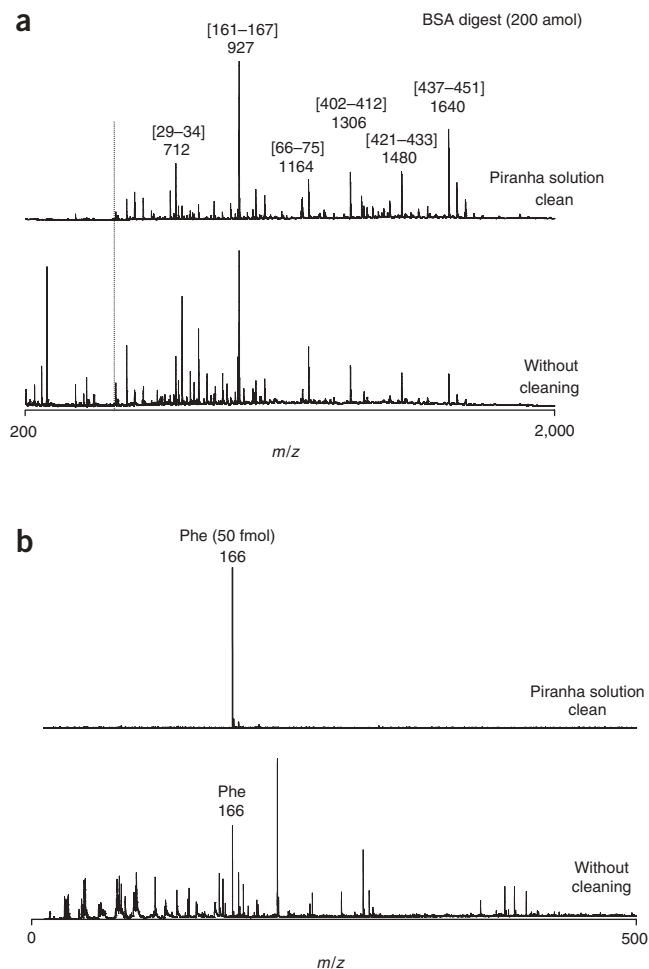 a
BSA digest (200 amol)
[161–167]
927
[29–34]
712
[66–75]
1164
[402–412]
1306
[421–433]
1480
[437–451]
1640
Piranha solution
clean
Without
cleaning
200
2,000
m/z
b
Phe (50 fmol)
166
Piranha solution
clean
Phe
166
Without
cleaning
0
500
m/z